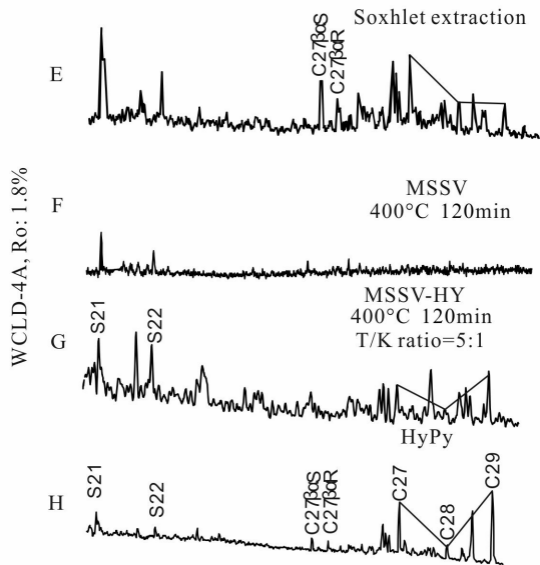 Soxhlet extraction
E
C27βαS
C27βαR
WCLD-4A, Ro: 1.8%
F
MSSV
400°C 120min
G
MSSV-HY
400°C 120min
T/K ratio=5:1
S21
S22
H
HyPy
S21
S22
C27βαS
C27βαR
C27
C28
C29